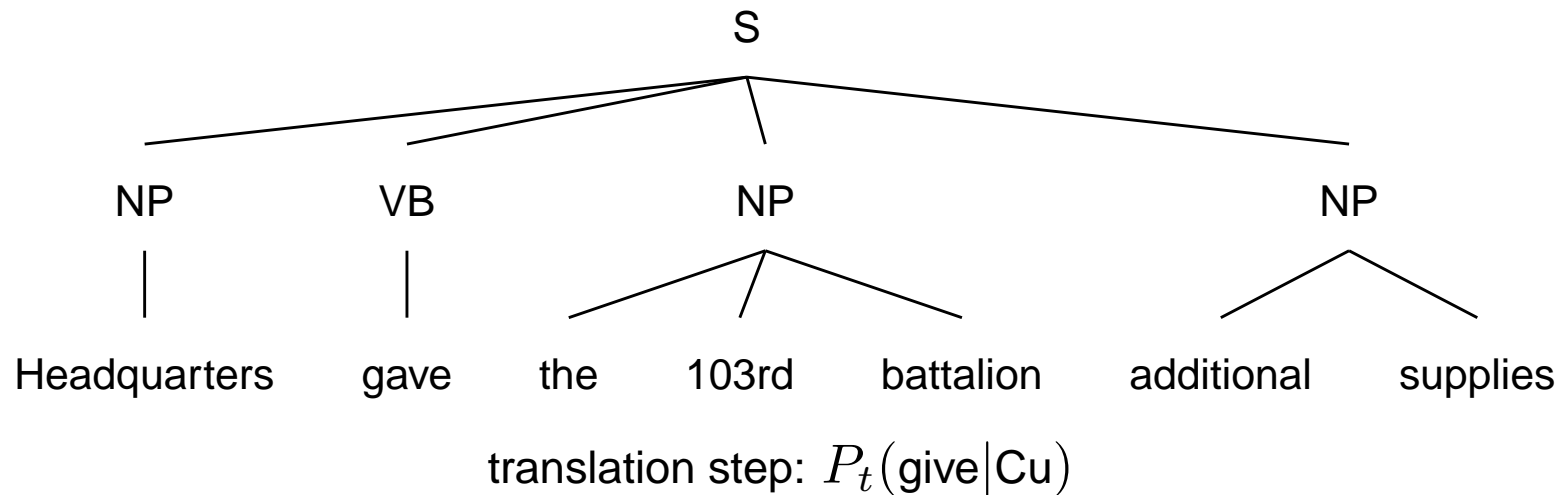 S
NP VB NP NP
Headquarters gave the 103rd battalion additional supplies
translation step: P_t(give|Cu)